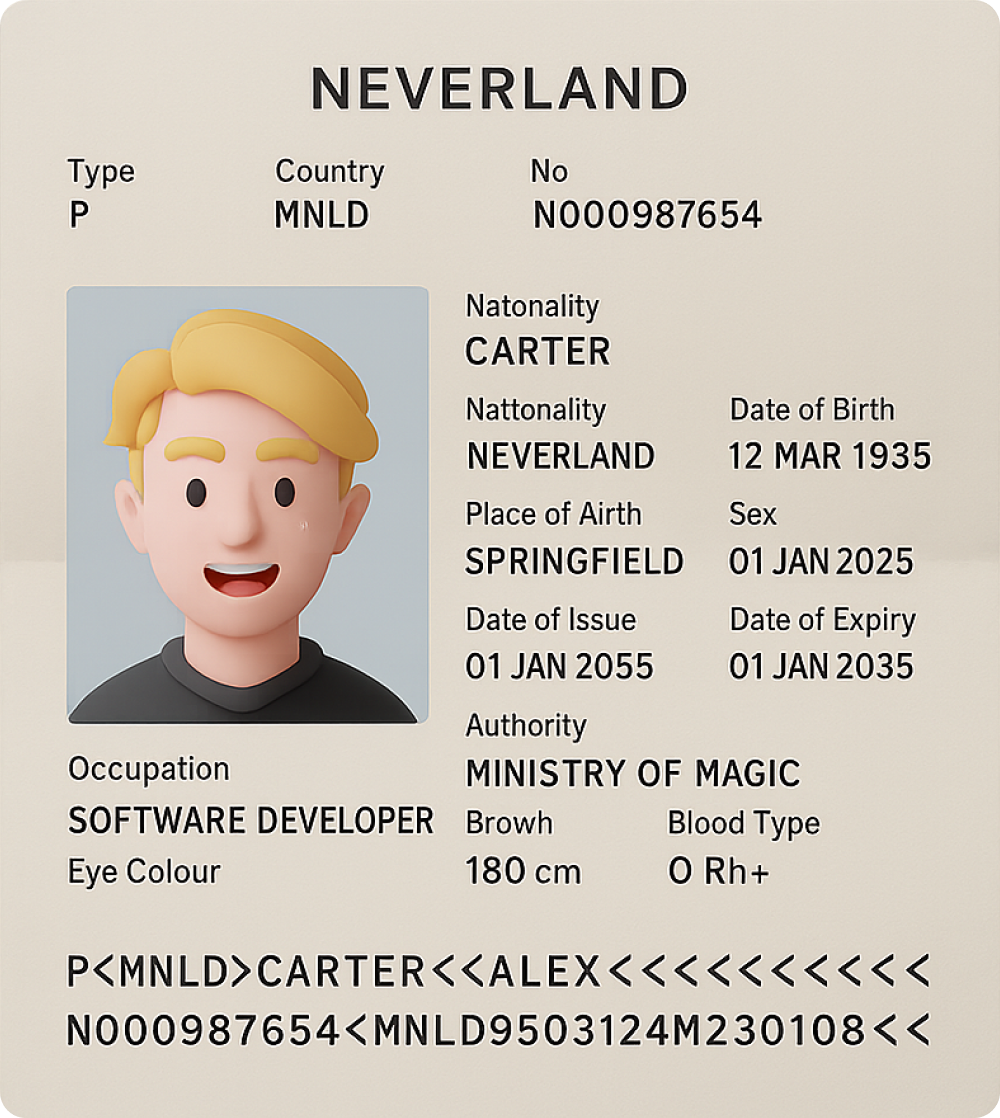 NEVERLAND
Type Country No
P MNLD N000987654
Natonality
CARTER
Nattonality Date of Birth
NEVERLAND 12 MAR 1935
Place of Airth Sex
SPRINGFIELD 01 JAN 2025
Date of Issue Date of Expiry
01 JAN 2055 01 JAN 2035
Authority
MINISTRY OF MAGIC
Occupation
SOFTWARE DEVELOPER
Eye Colour
Browh Blood Type
180 cm O Rh+
P<MNLD>CARTER<<ALEX<<<<<<<<<<<
N000987654<MNLD9503124M230108<<